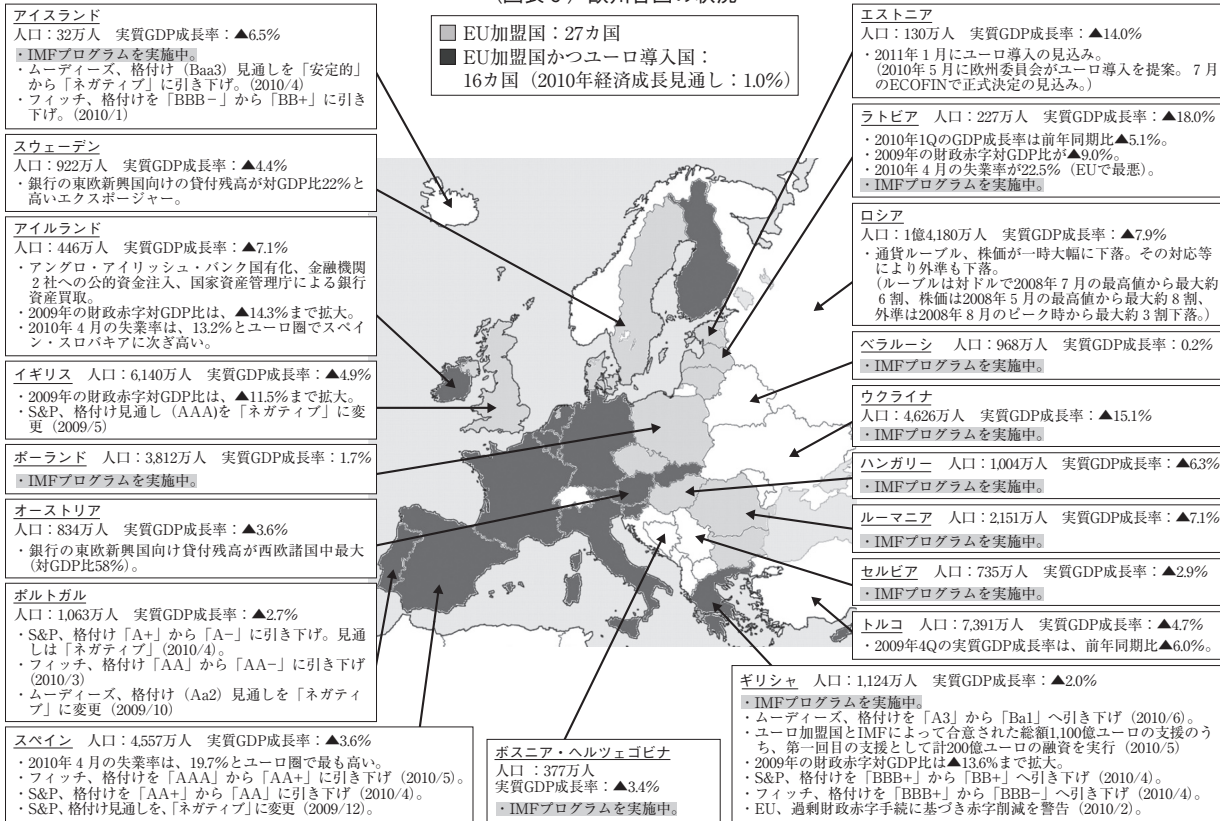 EU加盟国：27カ国
EU加盟国かつユーロ導入国：
16カ国（2010年経済成長見通し：1.0%）
アイスランド
人口：32万人　実質GDP成長率：▲6.5%
・IMFプログラムを実施中。
・ムーディーズ、格付け（Baa3）見通しを「安定的」
から「ネガティブ」に引き下げ。（2010/4）
・フィッチ、格付けを「BBB－」から「BB+」に引き
下げ。（2010/1）
スウェーデン
人口：922万人　実質GDP成長率：▲4.4%
・銀行の東欧新興国向けの貸付残高が対GDP比22%と
高いエクスポージャー。
アイルランド
人口：446万人　実質GDP成長率：▲7.1%
・アングロ・アイリッシュ・バンク国有化、金融機関
2社への公的資金注入、国家資産管理庁による銀行
資産買取。
・2009年の財政赤字対GDP比は、▲14.3%まで拡大。
・2010年4月の失業率は、13.2%とユーロ圏でスペイ
ン・スロバキアに次ぎ高い。
イギリス　人口：6,140万人　実質GDP成長率：▲4.9%
・2009年の財政赤字対GDP比は、▲11.5%まで拡大。
・S&P、格付け見通し（AAA）を「ネガティブ」に変
更（2009/5）
ポーランド　人口：3,812万人　実質GDP成長率：1.7%
・IMFプログラムを実施中。
オーストリア
人口：834万人　実質GDP成長率：▲3.6%
・銀行の東欧新興国向け貸付残高が西欧諸国中最大
（対GDP比58%）。
ポルトガル
人口：1,063万人　実質GDP成長率：▲2.7%
・S&P、格付け「A+」から「A−」に引き下げ。見通
しは「ネガティブ」（2010/4）。
・フィッチ、格付け「AA」から「AA−」に引き下げ
（2010/3）
・ムーディーズ、格付け（Aa2）見通しを「ネガティ
ブ」に変更（2009/10）
スペイン　人口：4,557万人　実質GDP成長率：▲3.6%
・2010年4月の失業率は、19.7%とユーロ圏で最も高い。
・フィッチ、格付けを「AAA」から「AA+」に引き下げ（2010/5）。
・S&P、格付けを「AA+」から「AA」に引き下げ（2010/4）。
・S&P、格付け見通しを、「ネガティブ」に変更（2009/12）。
ボスニア・ヘルツェゴビナ
人口：377万人
実質GDP成長率：▲3.4%
・IMFプログラムを実施中。
エストニア
人口：130万人　実質GDP成長率：▲14.0%
・2011年1月にユーロ導入の見込み。
（2010年5月に欧州委員会がユーロ導入を提案。7月
のECOFINで正式決定の見込み。）
ラトビア　人口：227万人　実質GDP成長率：▲18.0%
・2010年1QのGDP成長率は前年同期比▲5.1%。
・2009年の財政赤字対GDP比が▲9.0%。
・2010年4月の失業率が22.5%（EUで最悪）。
・IMFプログラムを実施中。
ロシア
人口：1億4,180万人　実質GDP成長率：▲7.9%
・通貨ルーブル、株価が一時大幅に下落。その対応等
により外準も下落。
（ルーブルは対ドルで2008年7月の最高値から最大約
6割、株価は2008年5月の最高値から最大約8割、
外準は2008年8月のピーク時から最大約3割下落。）
ベラルーシ　人口：968万人　実質GDP成長率：0.2%
・IMFプログラムを実施中。
ウクライナ
人口：4,626万人　実質GDP成長率：▲15.1%
・IMFプログラムを実施中。
ハンガリー　人口：1,004万人　実質GDP成長率：▲6.3%
・IMFプログラムを実施中。
ルーマニア　人口：2,151万人　実質GDP成長率：▲7.1%
・IMFプログラムを実施中。
セルビア　人口：735万人　実質GDP成長率：▲2.9%
・IMFプログラムを実施中。
トルコ　人口：7,391万人　実質GDP成長率：▲4.7%
・2009年4Qの実質GDP成長率は、前年同期比▲6.0%。
ギリシャ　人口：1,124万人　実質GDP成長率：▲2.0%
・IMFプログラムを実施中。
・ムーディーズ、格付けを「A3」から「Ba1」へ引き下げ（2010/6）。
・ユーロ加盟国とIMFによって合意された総額1,100億ユーロの支援のう
ち、第一回目の支援として計200億ユーロの融資を実行（2010/5）
・2009年の財政赤字対GDP比は▲13.6%まで拡大。
・S&P、格付けを「BBB+」から「BB+」へ引き下げ（2010/4）。
・フィッチ、格付けを「BBB+」から「BBB−」へ引き下げ（2010/4）。
・EU、過剰財政赤字手続に基づき赤字削減を警告（2010/2）。